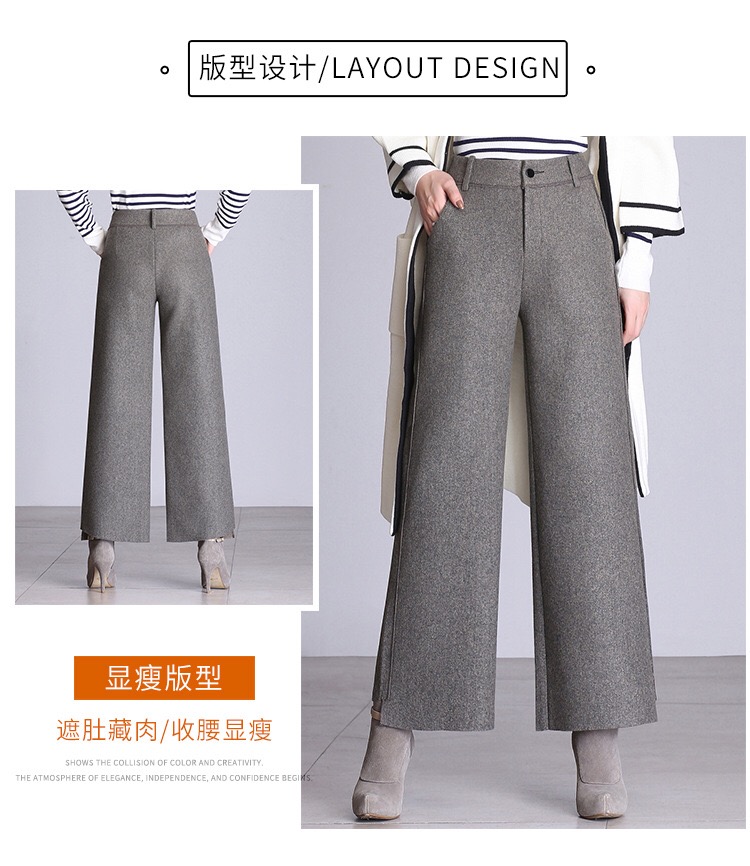 版型设计/LAYOUT DESIGN
显瘦版型
遮肚藏肉/收腰显瘦
SHOWS THE COLLISION OF COLOR AND CREATIVITY.
THE ATMOSPHERE OF ELEGANCE, INDEPENDENCE, AND CONFIDENCE BEGINS.